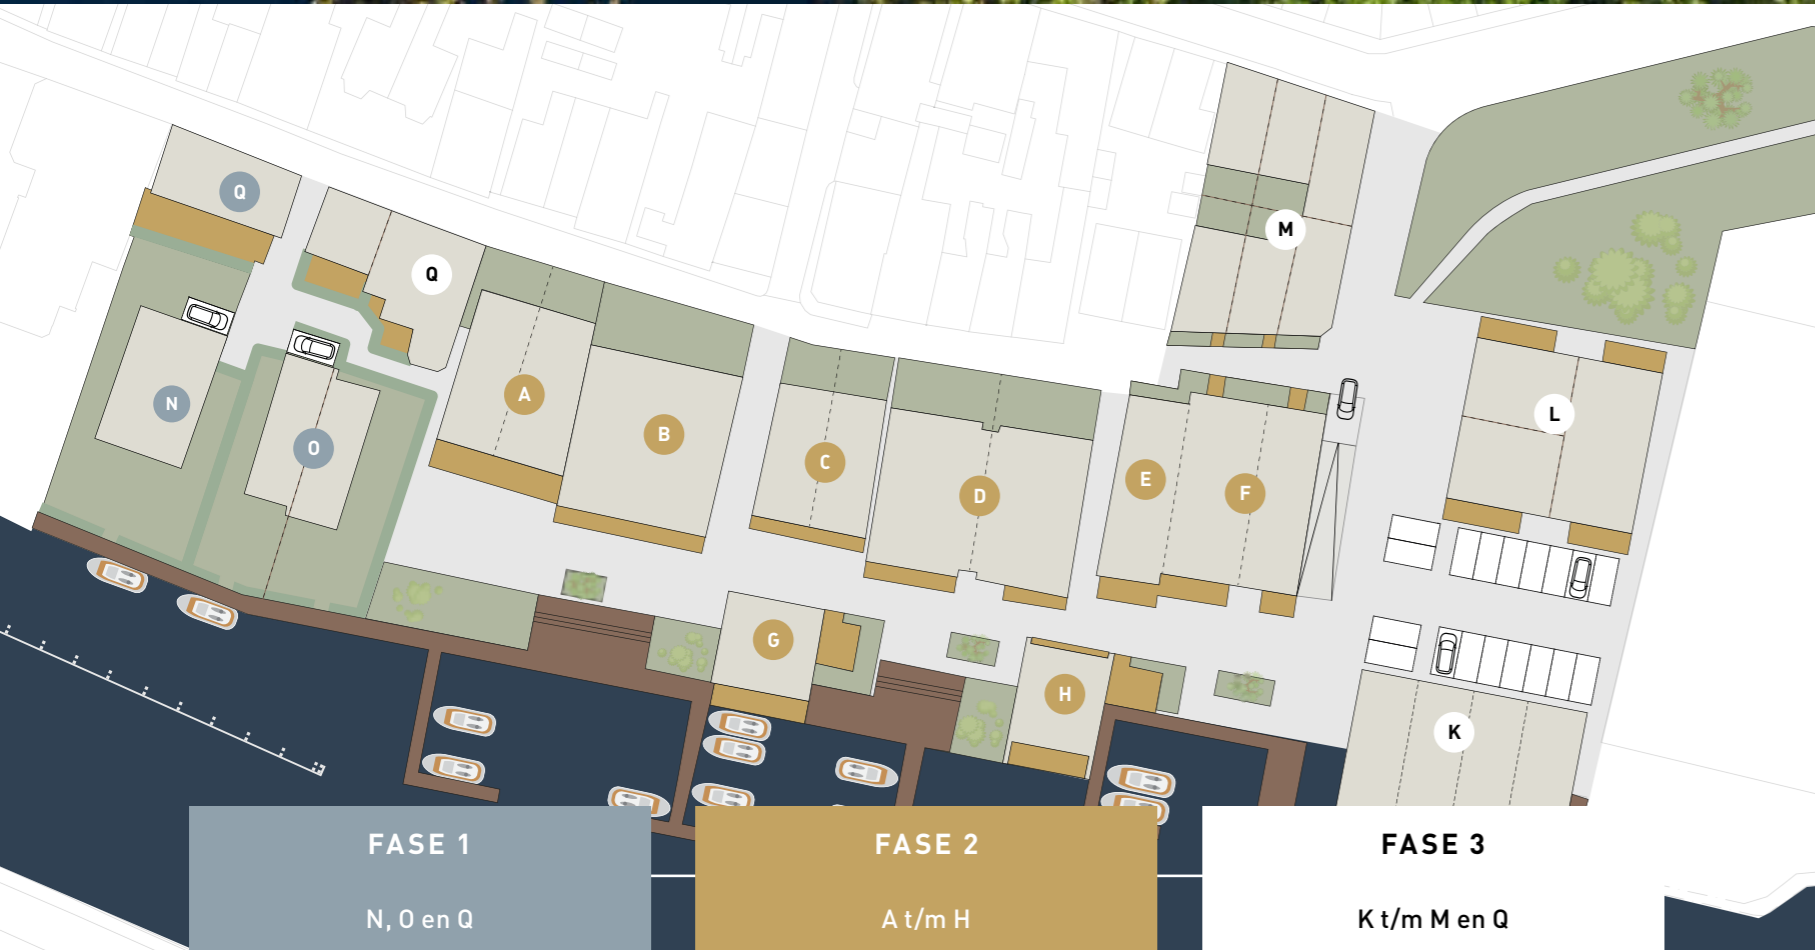 M
Q
Q
A
N
B
O
L
C
E
F
D
G
H
K
FASE 1
N, O en Q
FASE 2
A t/m H
FASE 3
K t/m M en Q